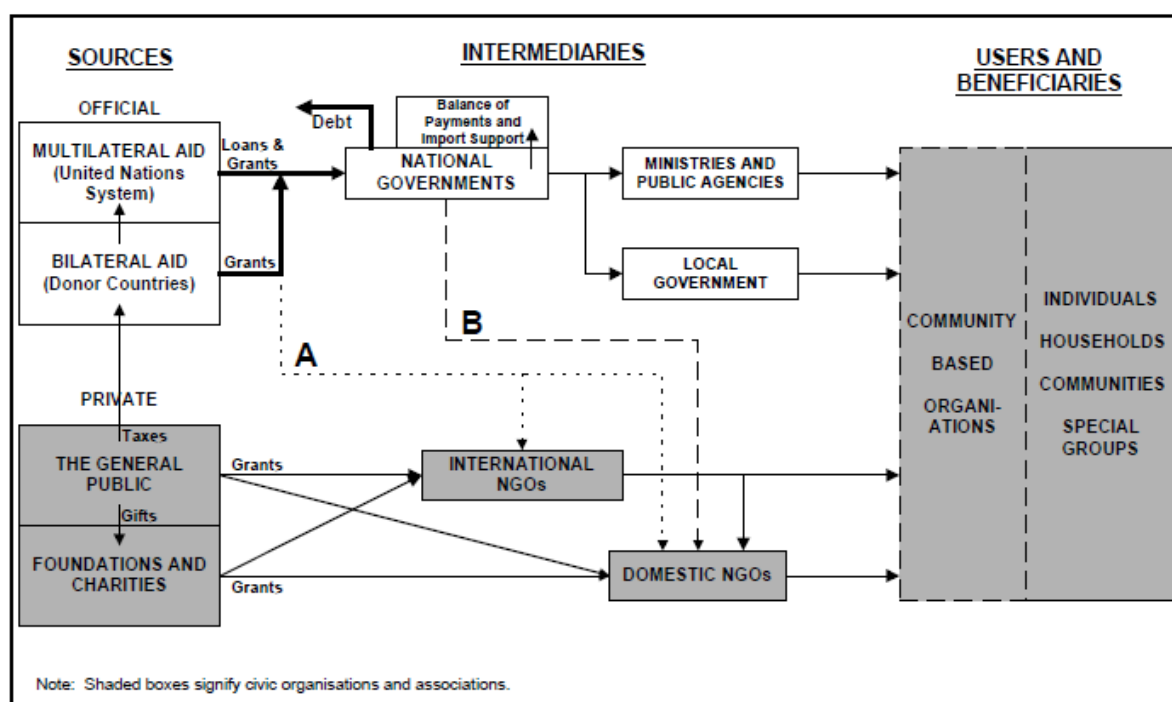 SOURCES
INTERMEDIARIES
USERS AND
BENEFICIARIES
OFFICIAL
MULTILATERAL AID
(United Nations
System)
BILATERAL AID
(Donor Countries)
Loans &
Grants
Grants
Debt
Balance of
Payments and
Import Support
NATIONAL
GOVERNMENTS
MINISTRIES AND
PUBLIC AGENCIES
LOCAL
GOVERNMENT
A
B
PRIVATE
Taxes
THE GENERAL
PUBLIC
Gifts
FOUNDATIONS AND
CHARITIES
Grants
Grants
INTERNATIONAL
NGOs
DOMESTIC NGOs
COMMUNITY
BASED
ORGANI-
ATIONS
INDIVIDUALS
HOUSEHOLDS
COMMUNITIES
SPECIAL
GROUPS
Note: Shaded boxes signify civic organisations and associations.